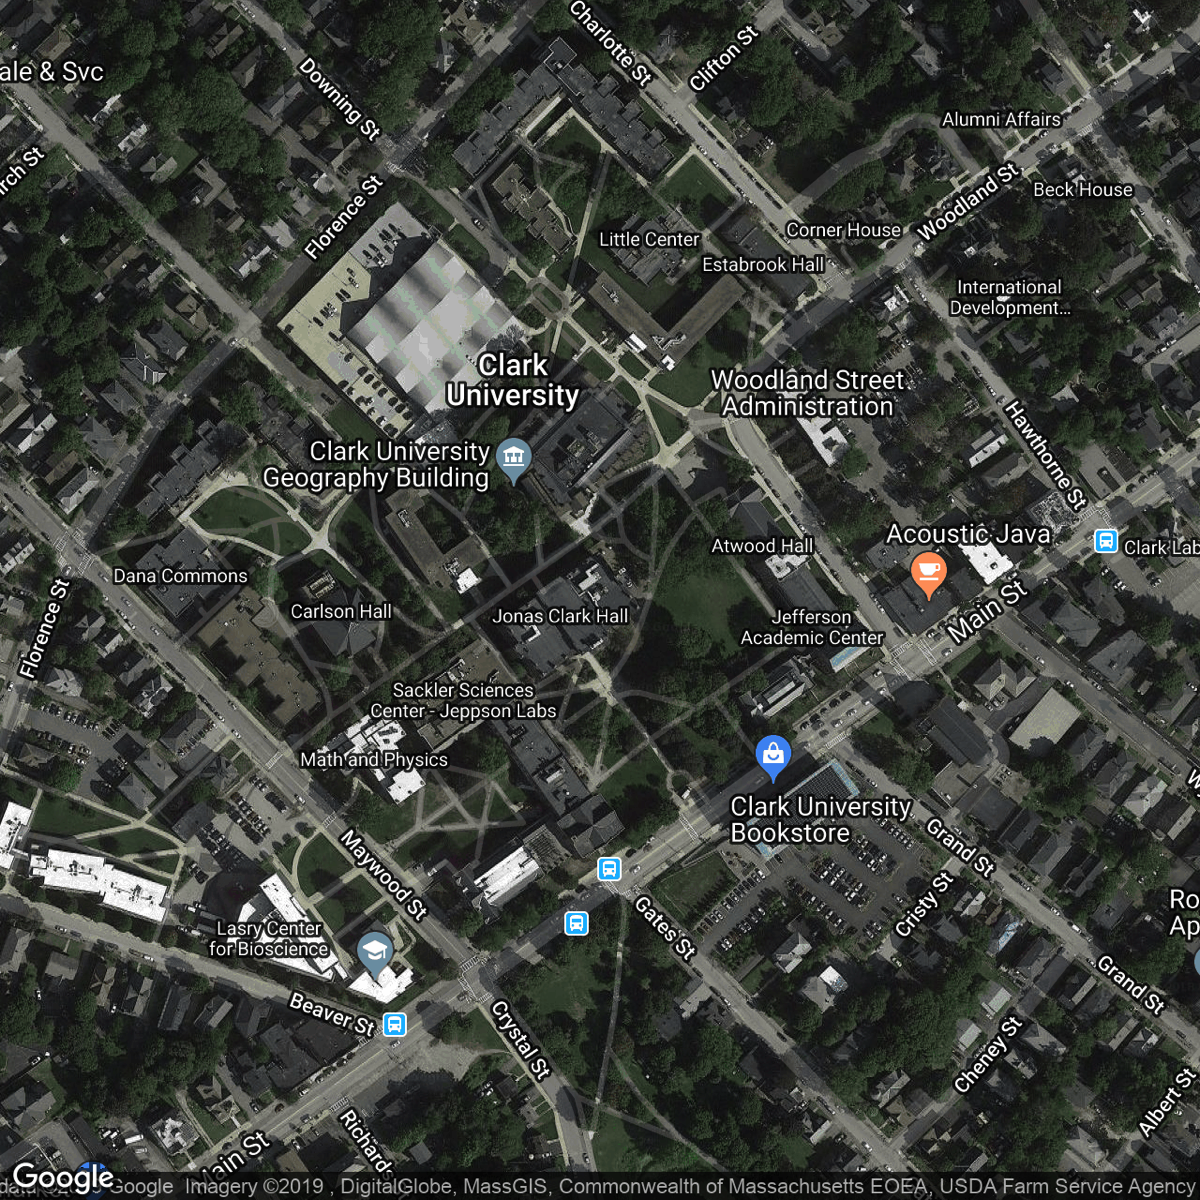 Charlotte St
Clifton St
ale & Svc
Downing St
Alumni Affairs
arch St
Florence St
Woodland St
Beck House
Little Center
Corner House
Estabrook Hall
International
Development...
Clark
University
Woodland Street
Administration
Hawthorne St
Clark University
Geography Building
Acoustic Java
Atwood Hall
Clark Lab
Dana Commons
Carlson Hall
Jonas Clark Hall
Jefferson
Academic Center
Main St
Florence St
Sackler Sciences
Center - Jeppson Labs
Math and Physics
W
Clark University
Bookstore
Grand St
Maywood St
Cristy St
Ro
Ap
Gates St
Lasry Center
for Bioscience
Grand St
Beaver St
Crystal St
Cheney St
Albert St
Richards
Main St
Google
data ©20 Google Imagery ©2019 , DigitalGlobe, MassGIS, Commonwealth of Massachusetts EOEA, USDA Farm Service Agency